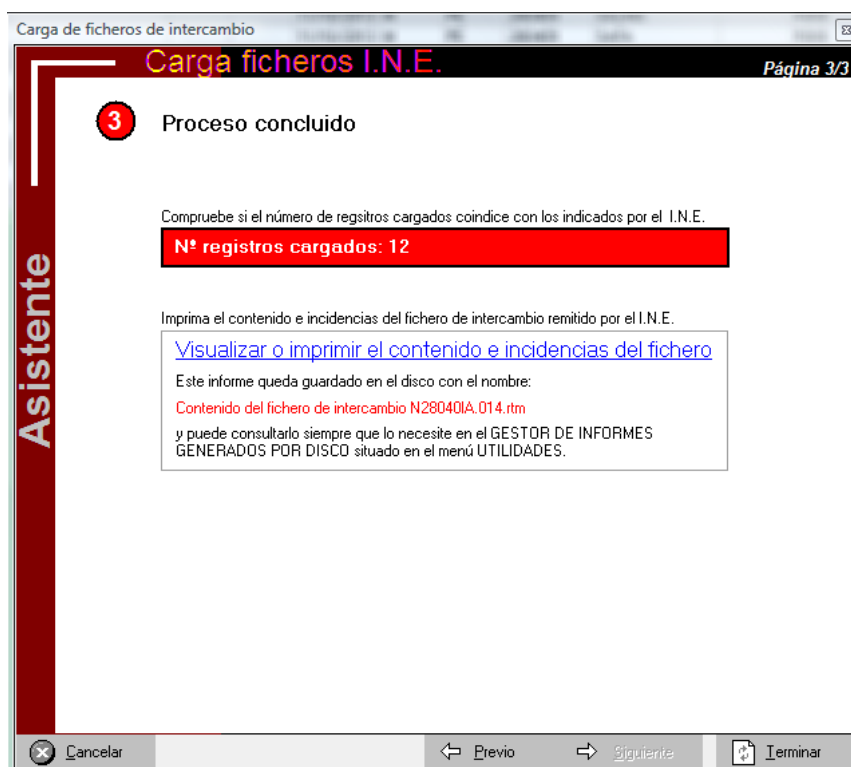 Carga de ficheros de intercambio
Carga ficheros I.N.E.
Página 3/3
Asistente
3 Proceso concluido
Compruebe si el número de regsitros cargados coindice con los indicados por el I.N.E.
Nº registros cargados: 12
Imprima el contenido e incidencias del fichero de intercambio remitido por el I.N.E.
Visualizar o imprimir el contenido e incidencias del fichero
Este informe queda guardado en el disco con el nombre:
Contenido del fichero de intercambio N28040IA.014.rtm
y puede consultarlo siempre que lo necesite en el GESTOR DE INFORMES
GENERADOS POR DISCO situado en el menú UTILIDADES.
Cancelar
Previo
Siguiente
Terminar